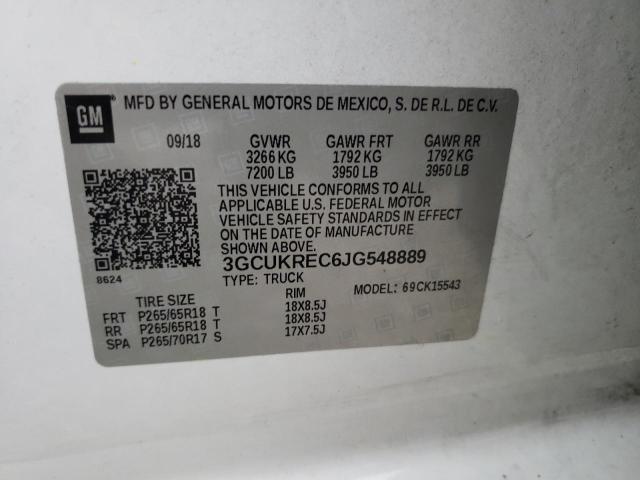 GM MFD BY GENERAL MOTORS DE MEXICO, S. DE R.L. DE C.V.
09/18 GVWR GAWR FRT GAWR RR
3266 KG 1792 KG 1792 KG
7200 LB 3950 LB 3950 LB
THIS VEHICLE CONFORMS TO ALL
APPLICABLE U.S. FEDERAL MOTOR
VEHICLE SAFETY STANDARDS IN EFFECT
ON THE DATE OF MANUFACTURE
SHOWN ABOVE.
3GCUKREC6JG548889
8624
TYPE: TRUCK MODEL: 69CK15543
TIRE SIZE RIM
FRT P265/65R18 T 18X8.5J
RR P265/65R18 T 18X8.5J
SPA P265/70R17 S 17X7.5J